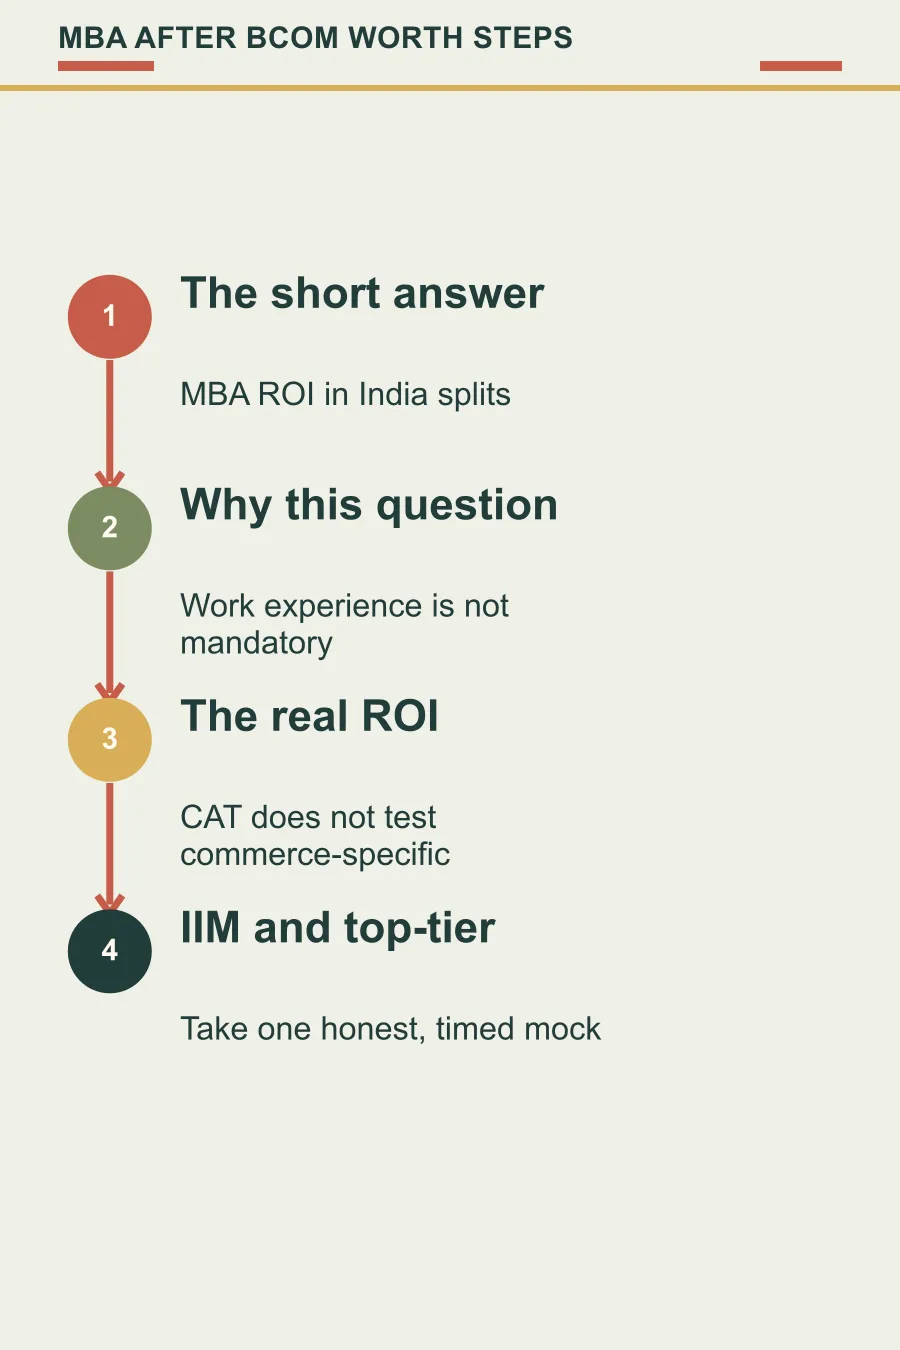 MBA AFTER BCOM WORTH STEPS
1
The short answer
MBA ROI in India splits
2
Why this question
Work experience is not
mandatory
3
The real ROI
CAT does not test
commerce-specific
4
IIM and top-tier
Take one honest, timed mock